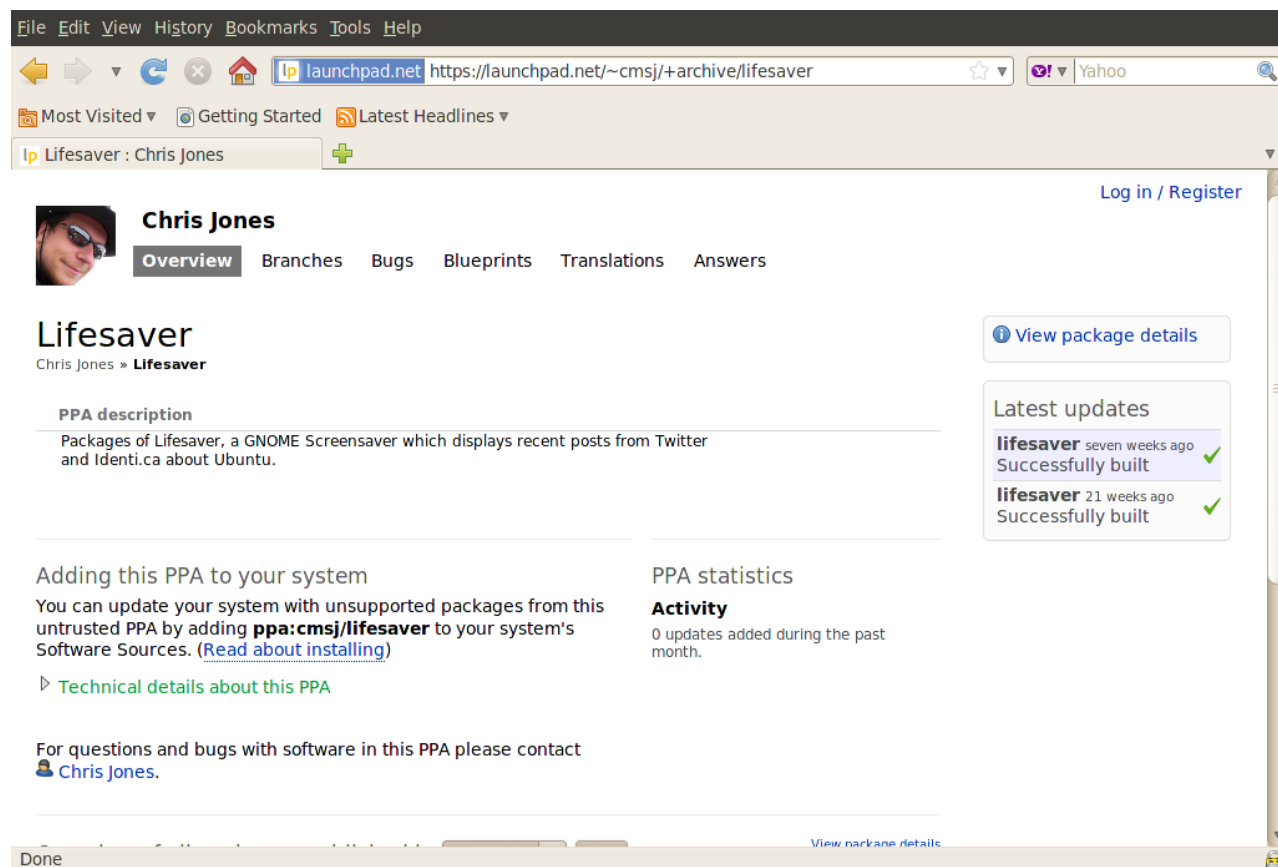 File Edit View History Bookmarks Tools Help
lp launchpad.net https://launchpad.net/~cmsj/+archive/lifesaver
Yahoo
Most Visited Getting Started Latest Headlines
lp Lifesaver : Chris Jones
Log in / Register
Chris Jones
Overview Branches Bugs Blueprints Translations Answers
Lifesaver
Chris Jones » Lifesaver
PPA description
Packages of Lifesaver, a GNOME Screensaver which displays recent posts from Twitter
and Identi.ca about Ubuntu.
View package details
Latest updates
lifesaver seven weeks ago
Successfully built
lifesaver 21 weeks ago
Successfully built
Adding this PPA to your system
You can update your system with unsupported packages from this
untrusted PPA by adding ppa:cmsj/lifesaver to your system's
Software Sources. (Read about installing)
Technical details about this PPA
For questions and bugs with software in this PPA please contact
Chris Jones.
PPA statistics
Activity
0 updates added during the past
month.
View package details
Done